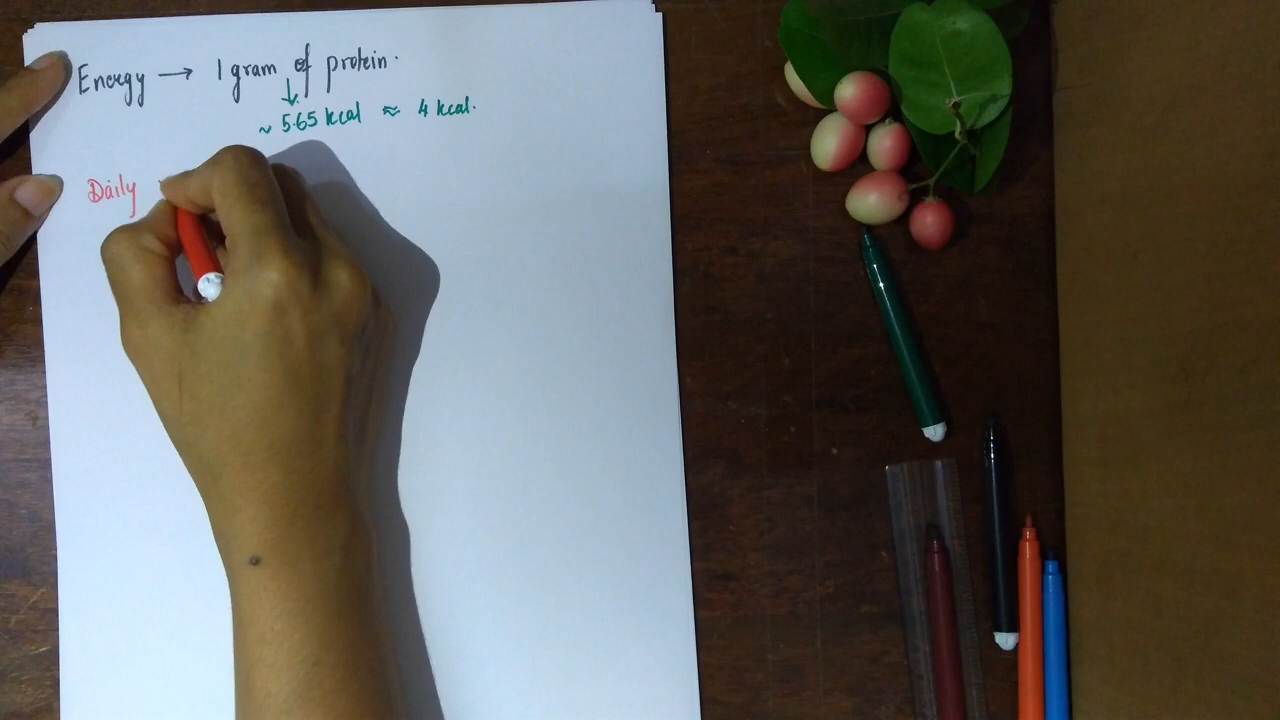 Energy → 1 gram of protein.
↓
~ 5.65 kcal ≈ 4 kcal.
Daily